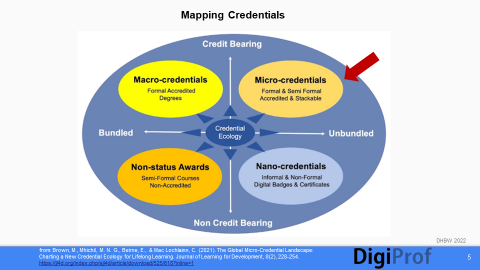 Mapping Credentials
Credit Bearing
Macro-credentials
Formal Accredited
Degrees
Micro-credentials
Formal & Semi Formal
Accredited & Stackable
Bundled
Credential
Ecology
Unbundled
Non-status Awards
Semi-Formal Courses
Non-Accredited
Nano-credentials
Informal & Non-Formal
Digital Badges & Certificates
Non Credit Bearing
DHBW 2022
from: Brown, M., Mhichil, M. N. G., Beirne, E., & Mac Lochlainn, C. (2021). The Global Micro-Credential Landscape:
Charting a New Credential Ecology for Lifelong Learning. Journal of Learning for Development, 8(2), 228-254.
DigiProf
5